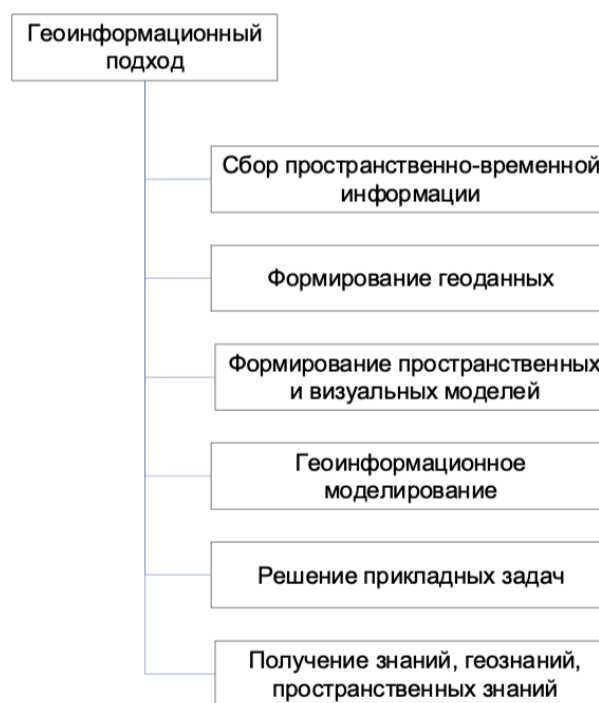 Геоинформационный
подход
Сбор пространственно-временной
информации
Формирование геоданных
Формирование пространственных
и визуальных моделей
Геоинформационное
моделирование
Решение прикладных задач
Получение знаний, геознаний,
пространственных знаний